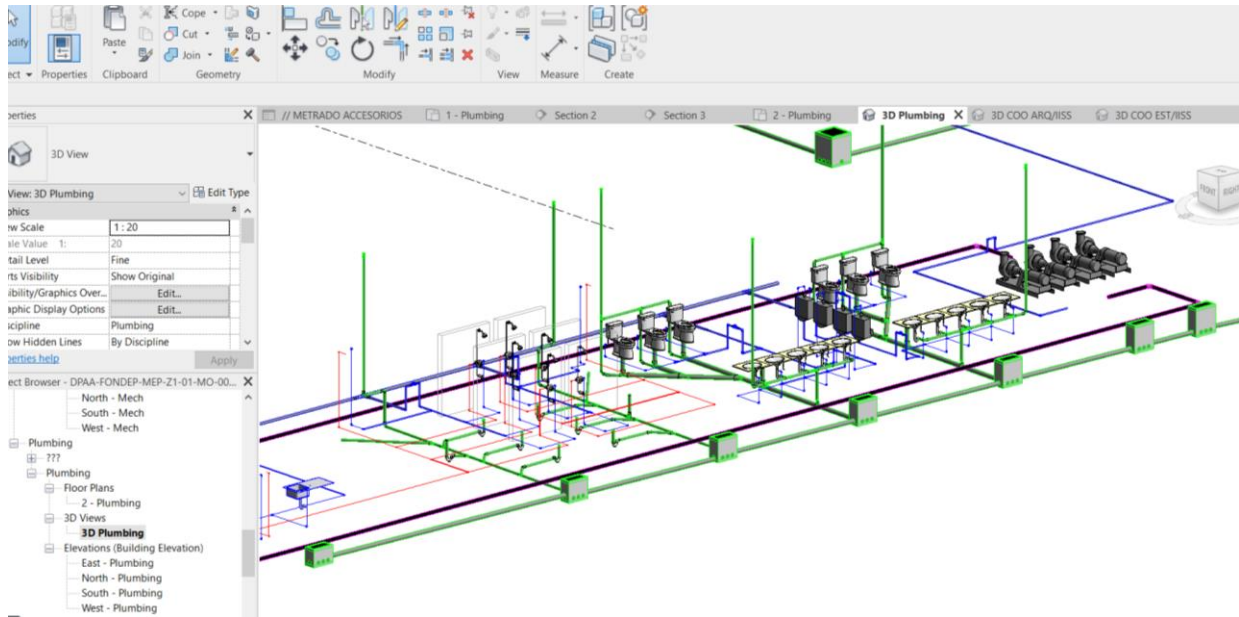 Cope
Cut
Join
Paste
odify
ect Properties Clipboard Geometry Modify View Measure Create
perties
// METRADO ACCESORIOS 1 - Plumbing Section 2 Section 3 2 - Plumbing 3D Plumbing 3D COO ARQ/IISS 3D COO EST/IISS
3D View
View: 3D Plumbing Edit Type
phics
ew Scale 1 : 20
ale Value 1: 20
etail Level Fine
rts Visibility Show Original
ibility/Graphics Over... Edit...
aphic Display Options Edit...
scipline Plumbing
ow Hidden Lines By Discipline
perties help Apply
ect Browser - DPAA-FONDEP-MEP-Z1-01-MO-00...
North - Mech
South - Mech
West - Mech
Plumbing
???
Plumbing
Floor Plans
2 - Plumbing
3D Views
3D Plumbing
Elevations (Building Elevation)
East - Plumbing
North - Plumbing
South - Plumbing
West - Plumbing
FRONT